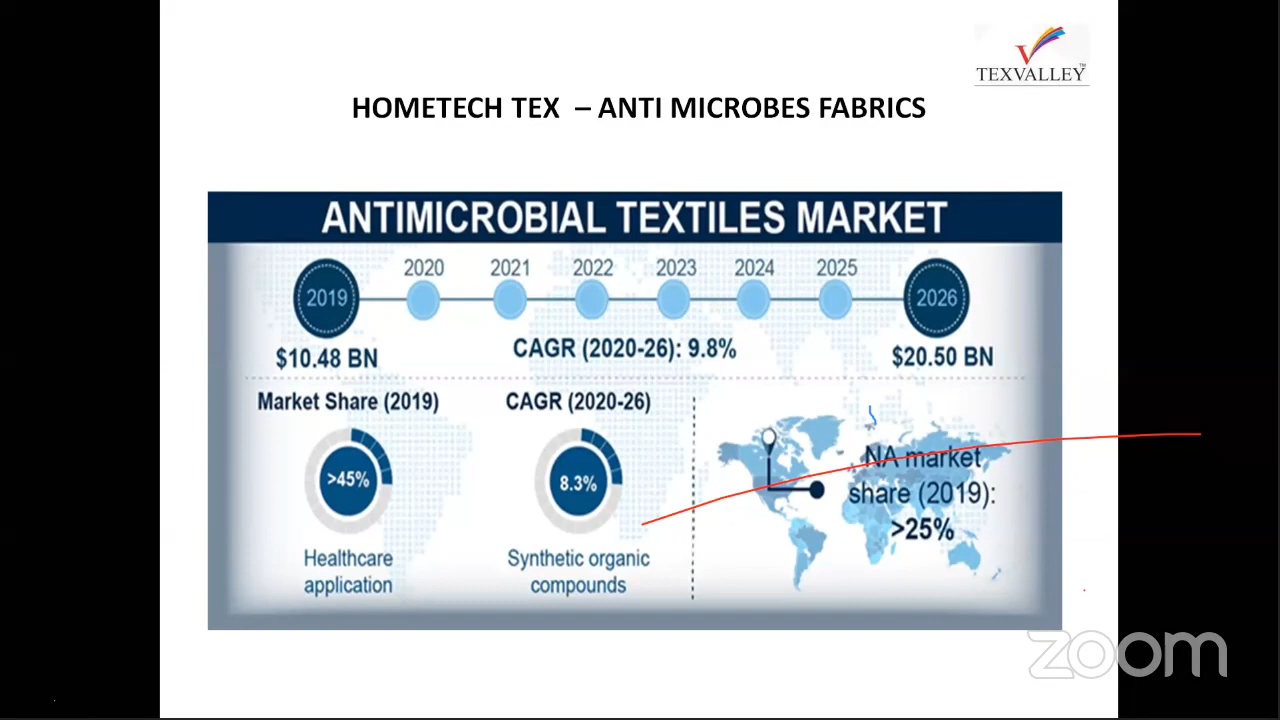 TEXVALLEY
TM
HOMETECH TEX – ANTI MICROBES FABRICS
ANTIMICROBIAL TEXTILES MARKET
2019 2020 2021 2022 2023 2024 2025 2026
$10.48 BN CAGR (2020-26): 9.8% $20.50 BN
Market Share (2019)
>45%
Healthcare
application
CAGR (2020-26)
8.3%
Synthetic organic
compounds
NA market
share (2019):
>25%
zoom